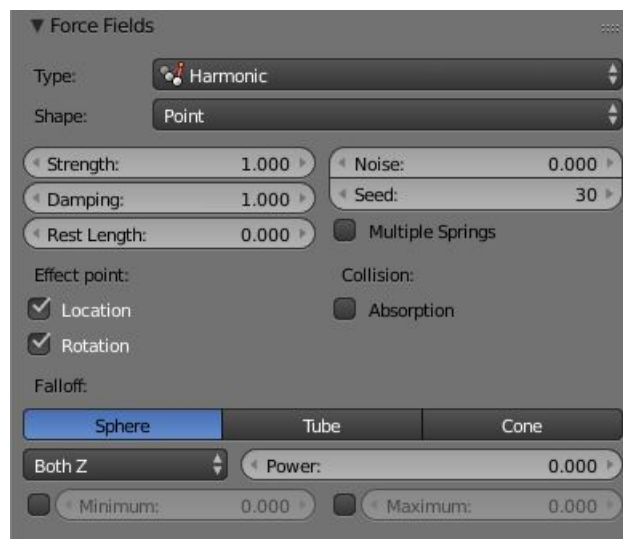 Force Fields
Type: Harmonic
Shape: Point
Strength: 1.000 Noise: 0.000
Damping: 1.000 Seed: 30
Rest Length: 0.000 Multiple Springs
Effect point: Collision:
Location Absorption
Rotation
Falloff:
Sphere Tube Cone
Both Z Power: 0.000
Minimum: 0.000 Maximum: 0.000